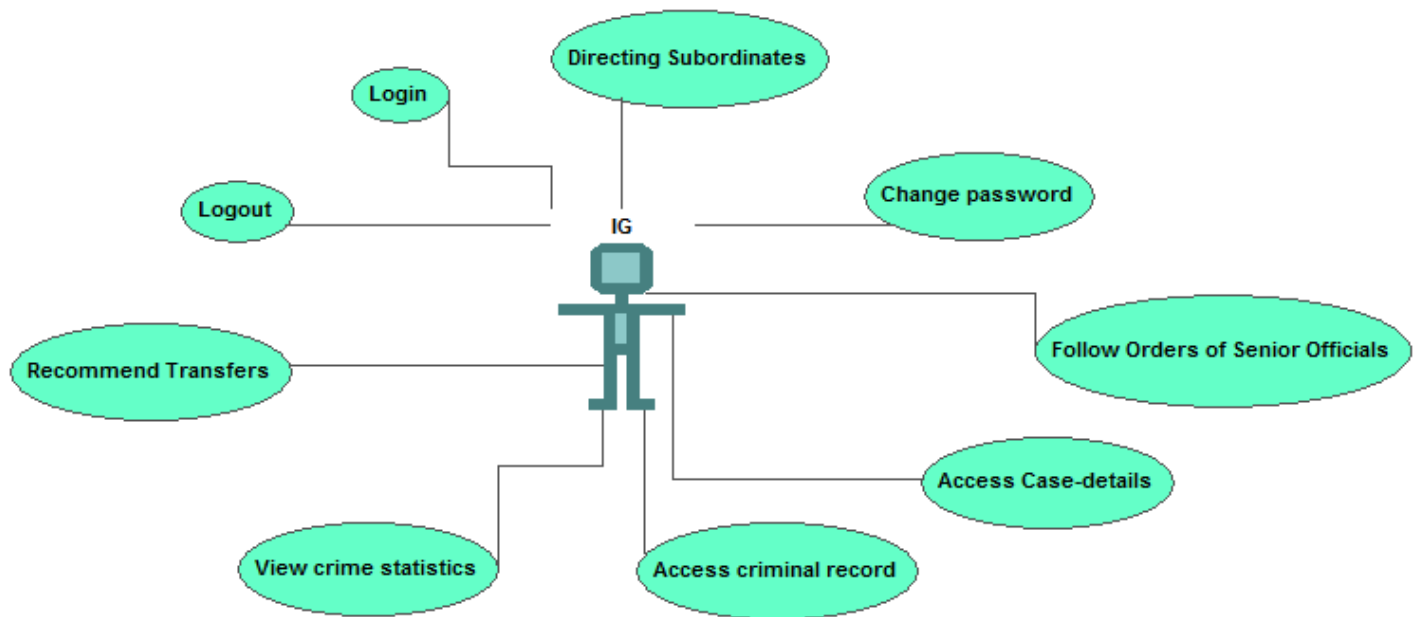 Directing Subordinates
Login
Change password
Logout
IG
Follow Orders of Senior Officials
Recommend Transfers
Access Case-details
View crime statistics
Access criminal record